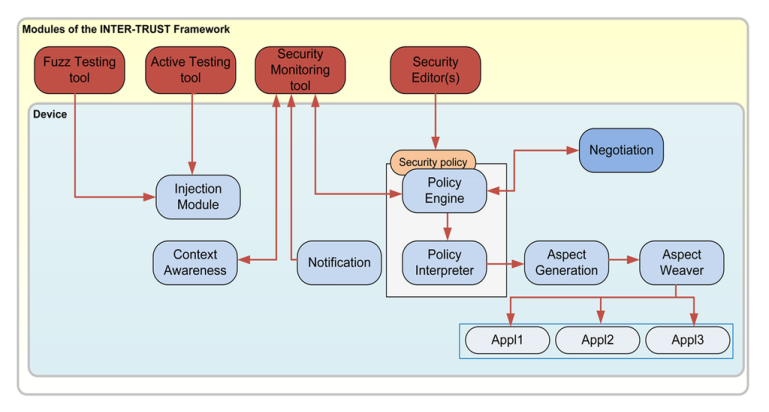 Modules of the INTER-TRUST Framework
Fuzz Testing
tool
Active Testing
tool
Security
Monitoring
tool
Security
Editor(s)
Device
Security policy
Negotiation
Injection
Module
Policy
Engine
Context
Awareness
Notification
Policy
Interpreter
Aspect
Generation
Aspect
Weaver
Appl1
Appl2
Appl3